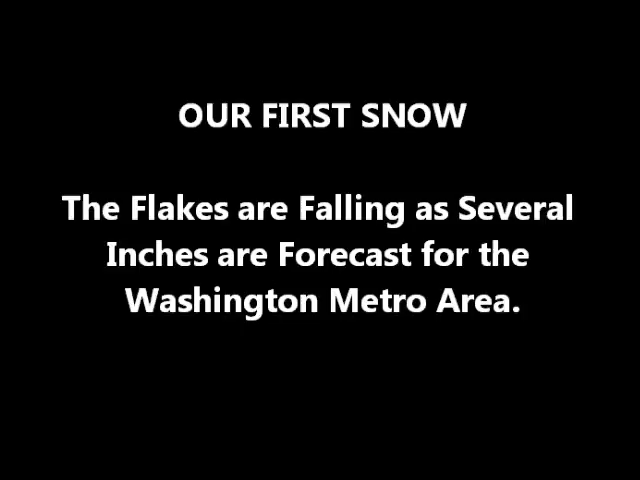 OUR FIRST SNOW
The Flakes are Falling as Several
Inches are Forecast for the
Washington Metro Area.